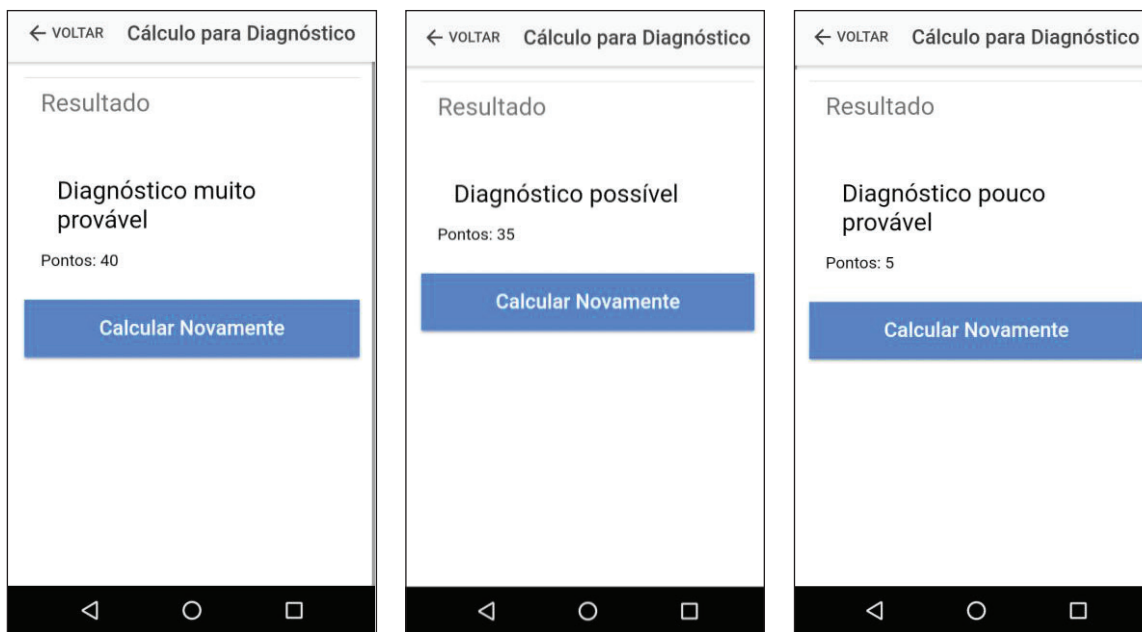 ← VOLTAR Cálculo para Diagnóstico
Resultado
Diagnóstico muito
provável
Pontos: 40
Calcular Novamente
← VOLTAR Cálculo para Diagnóstico
Resultado
Diagnóstico possível
Pontos: 35
Calcular Novamente
← VOLTAR Cálculo para Diagnóstico
Resultado
Diagnóstico pouco
provável
Pontos: 5
Calcular Novamente